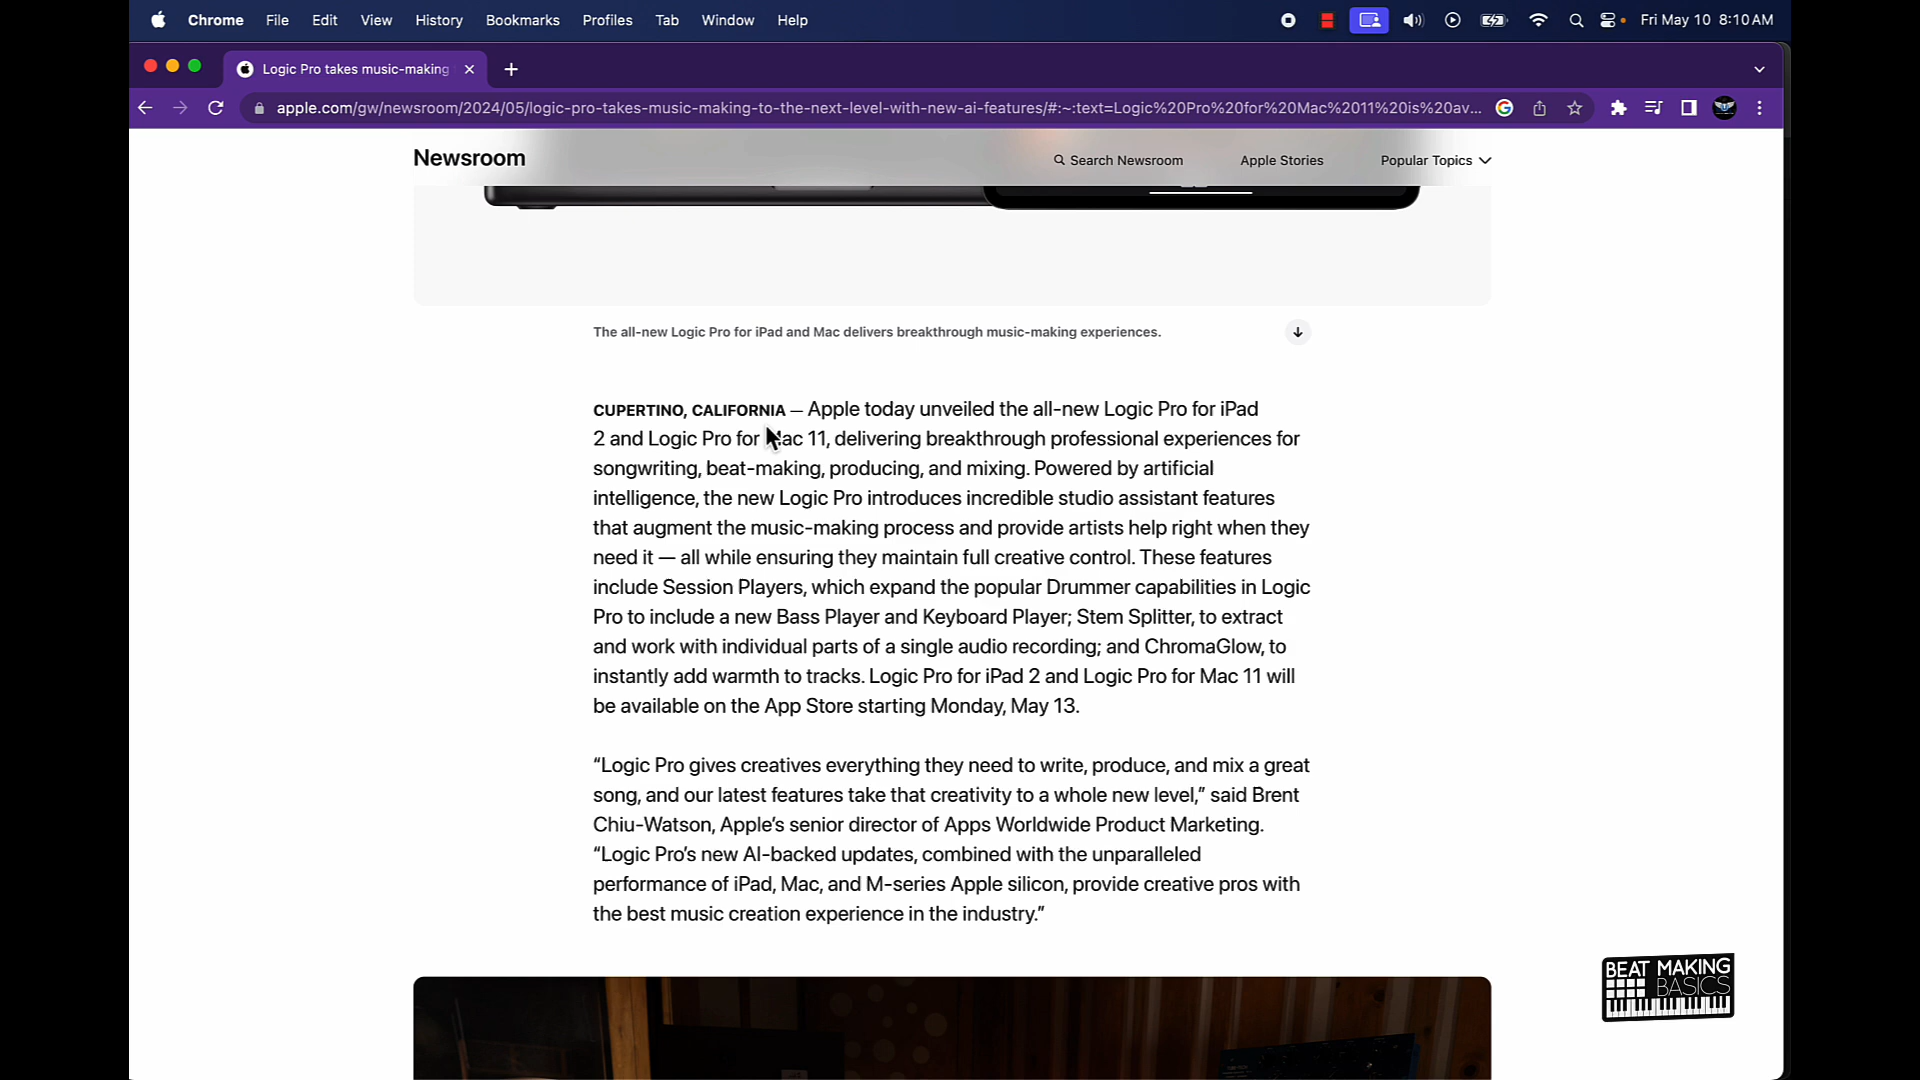 Chrome File Edit View History Bookmarks Profiles Tab Window Help Fri May 10 8:10 AM
Logic Pro takes music-making
apple.com/gw/newsroom/2024/05/logic-pro-takes-music-making-to-the-next-level-with-new-ai-features/#:~:text=Logic%20Pro%20for%20Mac%2011%20is%20av...
Newsroom Search Newsroom Apple Stories Popular Topics
The all-new Logic Pro for iPad and Mac delivers breakthrough music-making experiences.
CUPERTINO, CALIFORNIA — Apple today unveiled the all-new Logic Pro for iPad
2 and Logic Pro for Mac 11, delivering breakthrough professional experiences for
songwriting, beat-making, producing, and mixing. Powered by artificial
intelligence, the new Logic Pro introduces incredible studio assistant features
that augment the music-making process and provide artists help right when they
need it — all while ensuring they maintain full creative control. These features
include Session Players, which expand the popular Drummer capabilities in Logic
Pro to include a new Bass Player and Keyboard Player; Stem Splitter, to extract
and work with individual parts of a single audio recording; and ChromaGlow, to
instantly add warmth to tracks. Logic Pro for iPad 2 and Logic Pro for Mac 11 will
be available on the App Store starting Monday, May 13.
“Logic Pro gives creatives everything they need to write, produce, and mix a great
song, and our latest features take that creativity to a whole new level,” said Brent
Chiu-Watson, Apple’s senior director of Apps Worldwide Product Marketing.
“Logic Pro’s new AI-backed updates, combined with the unparalleled
performance of iPad, Mac, and M-series Apple silicon, provide creative pros with
the best music creation experience in the industry.”
BEAT MAKING
BASICS